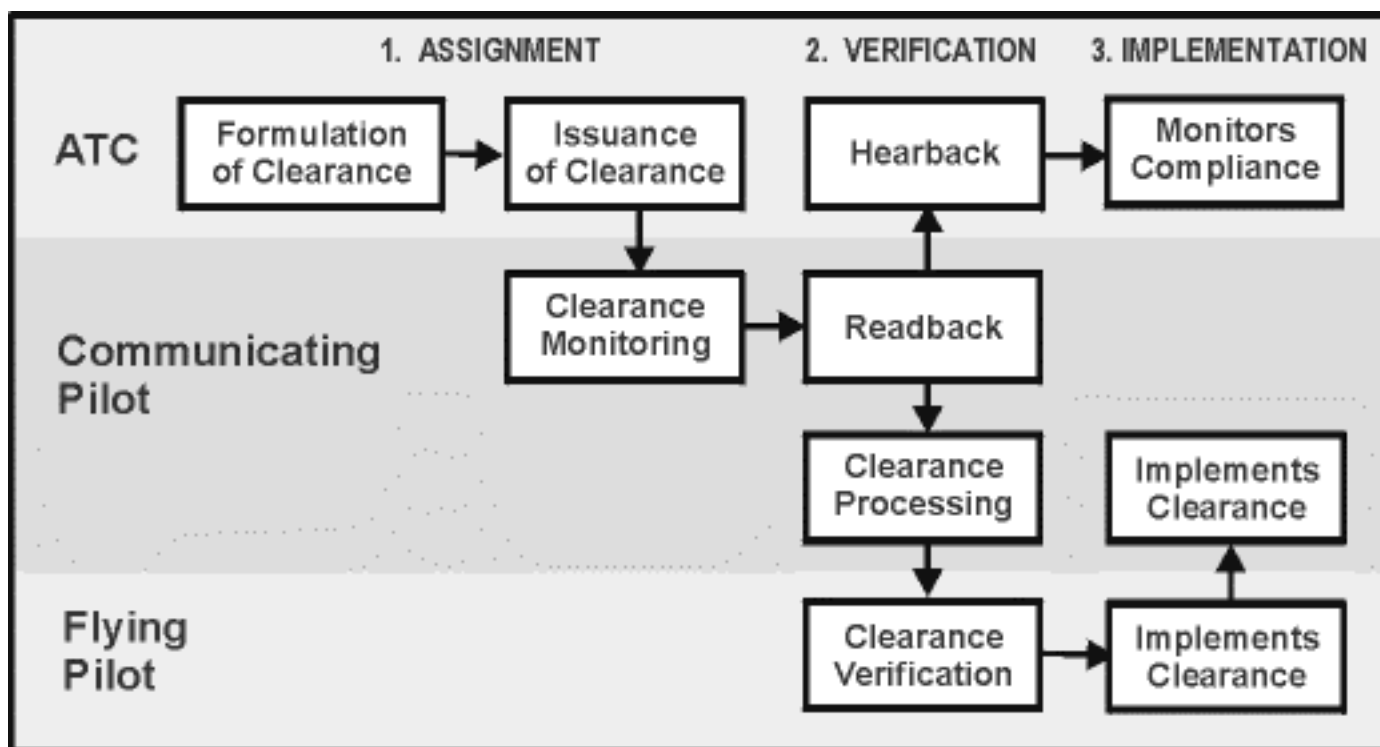 1. ASSIGNMENT
2. VERIFICATION
3. IMPLEMENTATION
ATC
Formulation
of Clearance
Issuance
of Clearance
Hearback
Monitors
Compliance
Communicating
Pilot
Clearance
Monitoring
Readback
Clearance
Processing
Implements
Clearance
Flying
Pilot
Clearance
Verification
Implements
Clearance